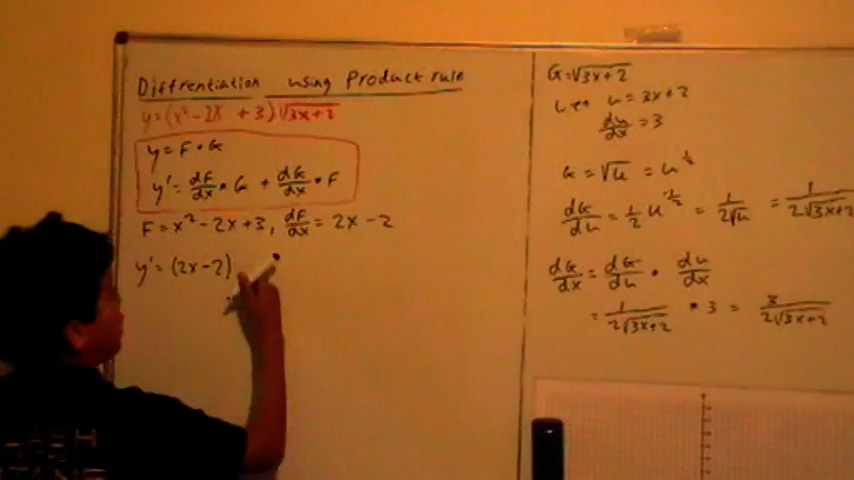 Diffrentiation using Product rule
y=(x²-2x+3)·√3x+2
y=F•G
y'=dF/dx•G+dG/dx•F
F=x²-2x+3, dF/dx=2x-2
y'=(2x-2)
G=√3x+2
Let u=3x+2
du/dx=3
G=√u=u^½
dG/du=½u^-½=1/2√u=1/2√3x+2
dG/dx=dG/du•du/dx
=1/2√3x+2•3=3/2√3x+2